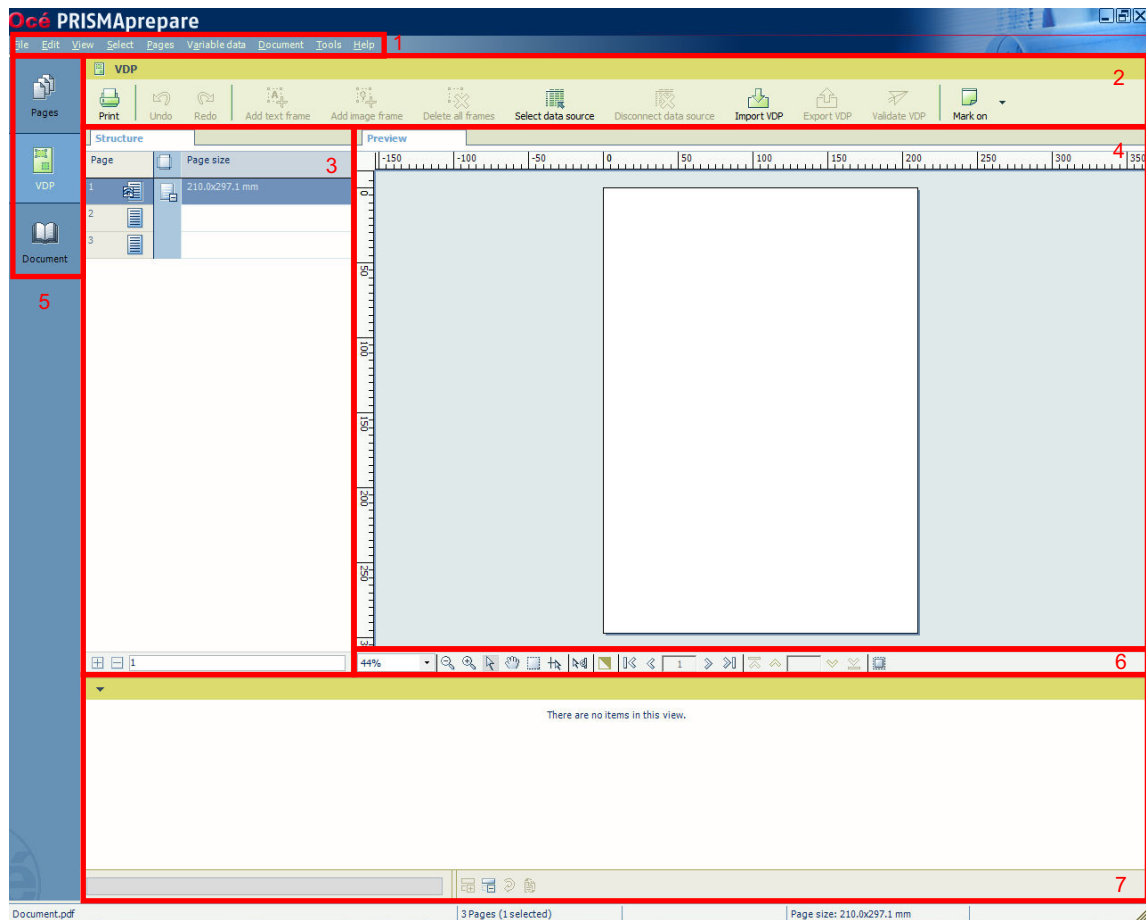 Océ PRISMAprepare
File Edit View Select Pages Variable data Document Tools Help 1
VDP 2
Pages
Print Undo Redo Add text frame Add image frame Delete all frames Select data source Disconnect data source Import VDP Export VDP Validate VDP Mark on
Structure
Page Page size 3
1 210.0x297.1 mm
2
3
1
VDP
Document
5
Preview
-150 -100 -50 0 50 100 150 200 250 300 350
4
0
50
100
150
200
250
3
44% 1 6
There are no items in this view.
7
é
Document.pdf 3 Pages (1 selected) Page size: 210.0x297.1 mm